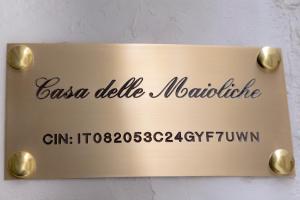 Casa delle Maioliche
CIN: IT082053C24GYF7UWN